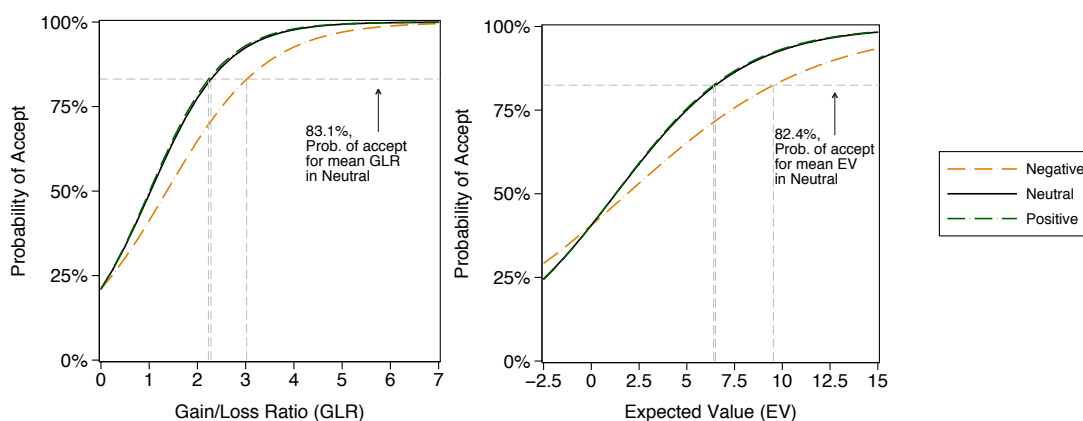 100%
75%
50%
25%
0%
Probability of Accept
83.1%,
Prob. of accept
for mean GLR
in Neutral
0 1 2 3 4 5 6 7
Gain/Loss Ratio (GLR)
100%
75%
50%
25%
0%
Probability of Accept
82.4%,
Prob. of accept
for mean EV
in Neutral
−2.5 0 2.5 5 7.5 10 12.5 15
Expected Value (EV)
Negative
Neutral
Positive